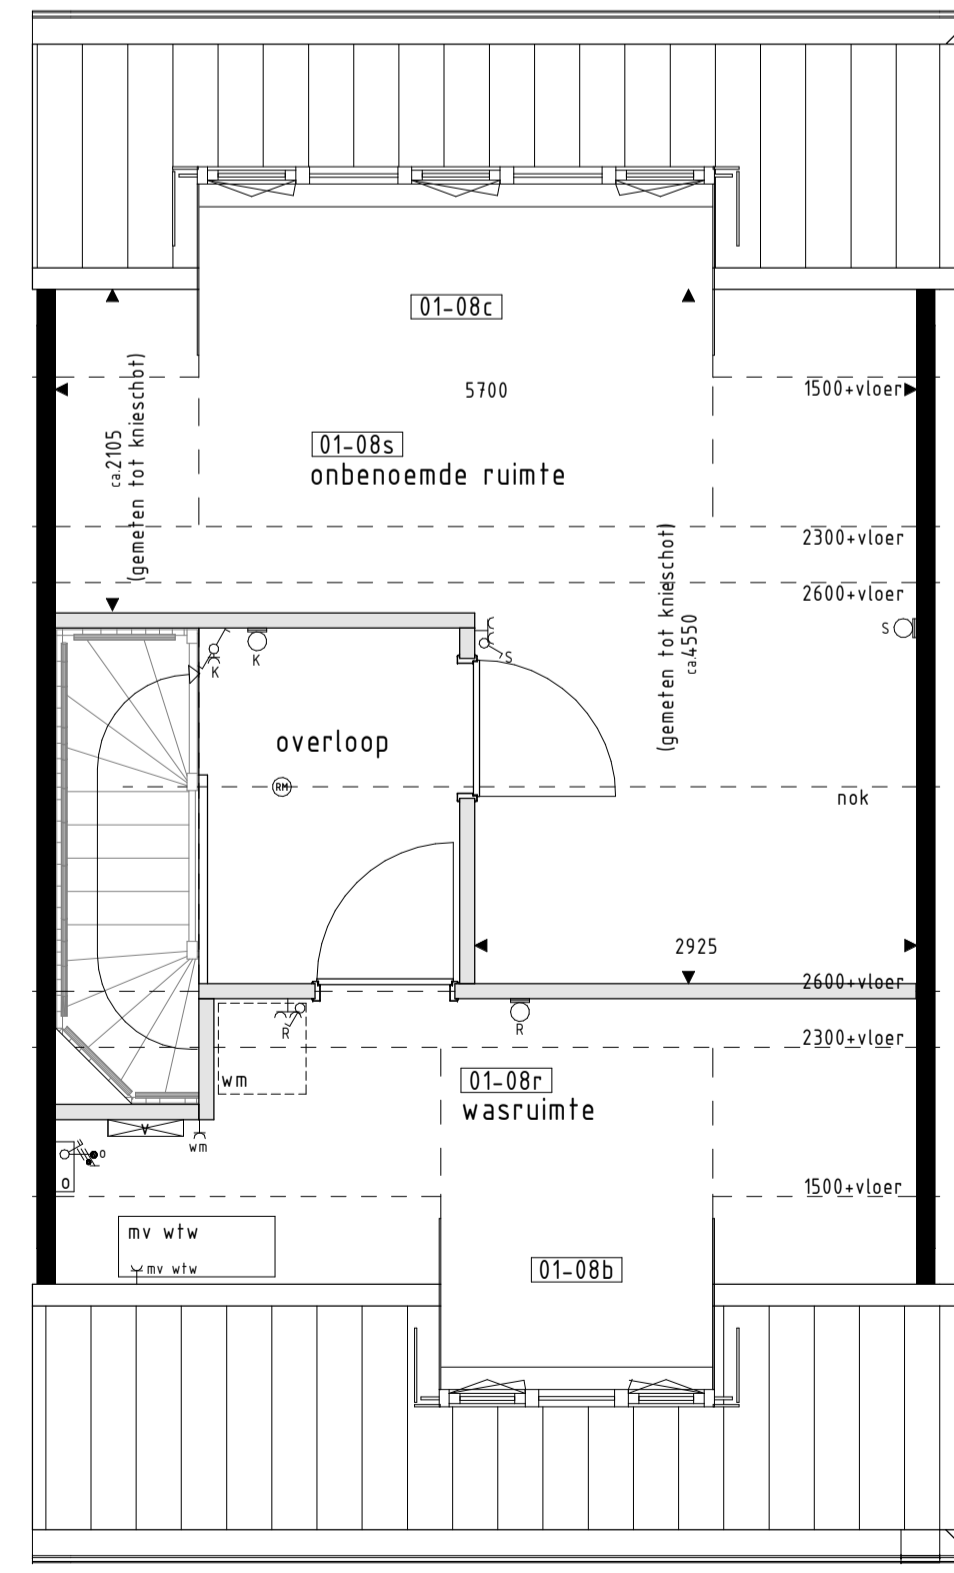 01-08c
5700
1500+vloer
ca.2105
(gemeten tot knieschot)
01-08s
onbenoemde ruimte
2300+vloer
2600+vloer
(gemeten tot knieschot)
ca.4550
S
K
K
S
overloop
RM
nok
2925
2600+vloer
R
R
2300+vloer
wm
01-08r
wasruimte
v
wm
o
o
1500+vloer
mv wtw
mv wtw
01-08b